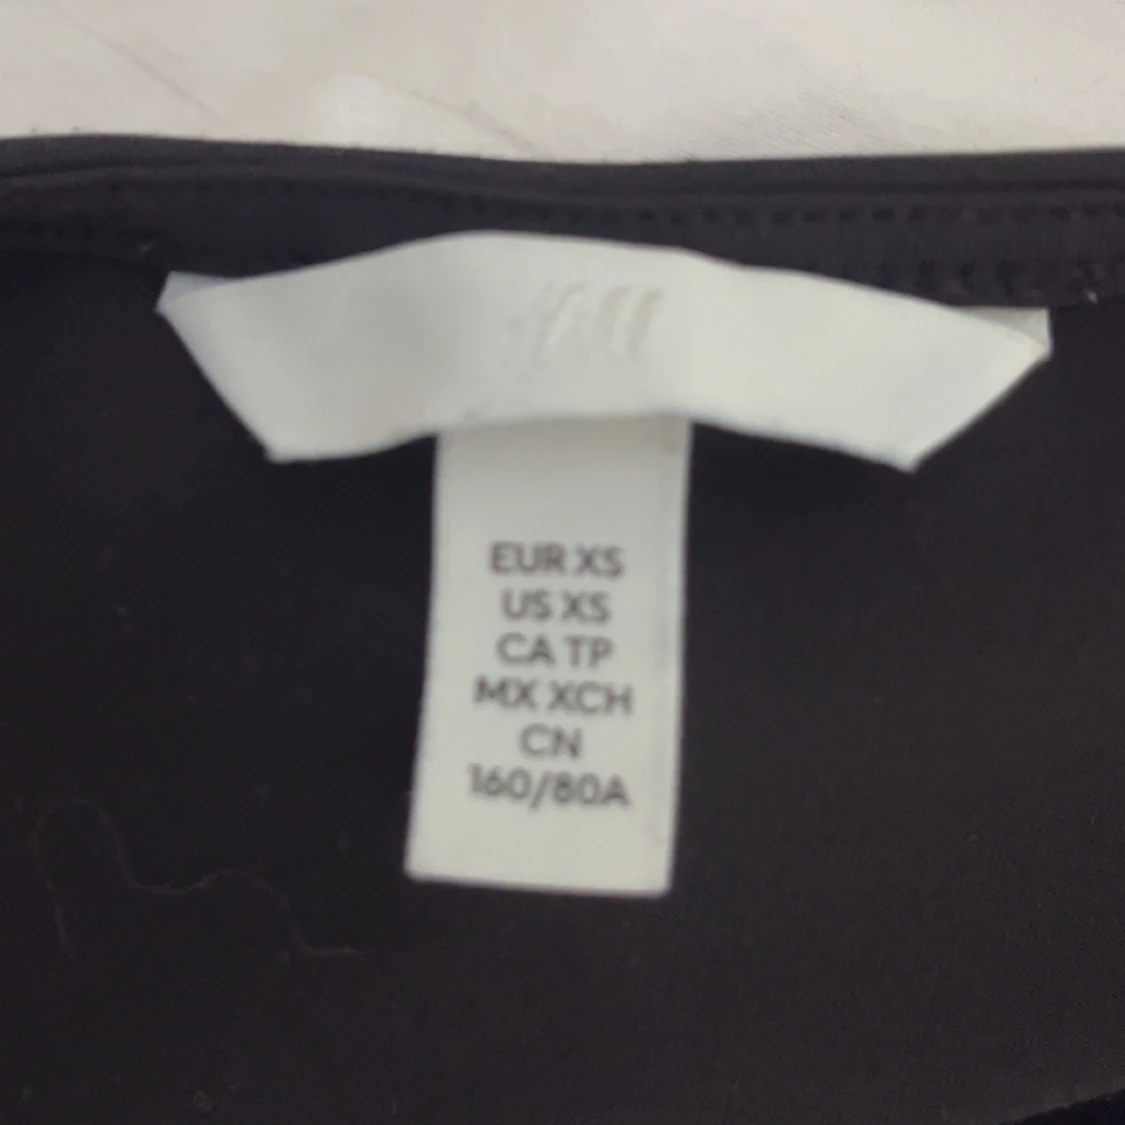 H&M
EUR XS
US XS
CA TP
MX XCH
CN
160/80A